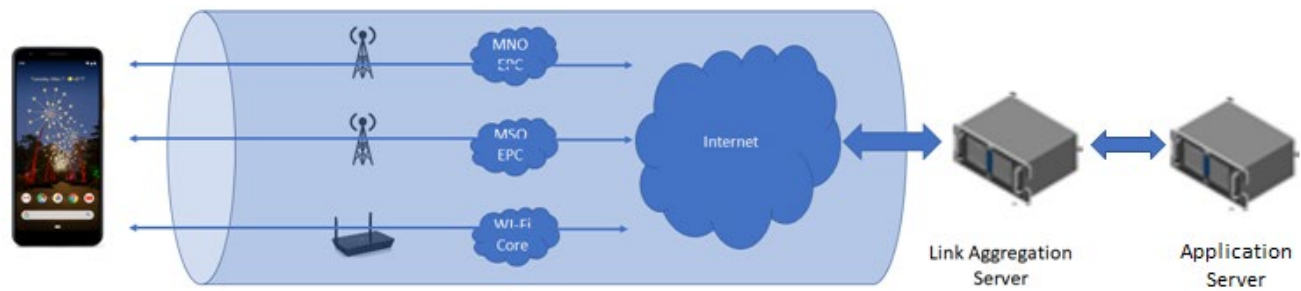 MNO
EPC
MSO
EPC
Internet
Wi-Fi
Core
Link Aggregation
Server
Application
Server